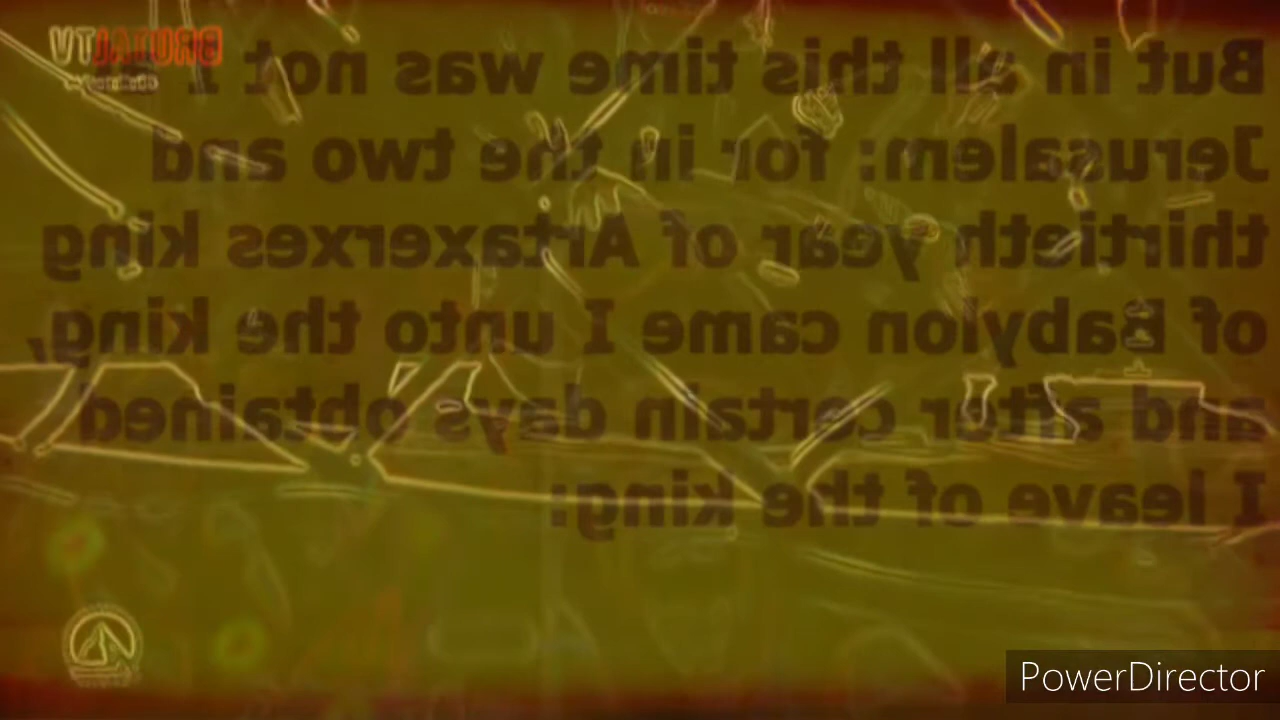 But in all this time was not I
Jerusalem: for in the two and
thirtieth year of Artaxerxes king
of Babylon came I unto the king,
and after certain days obtained
I leave of the king:
BRUTALTV
PowerDirector